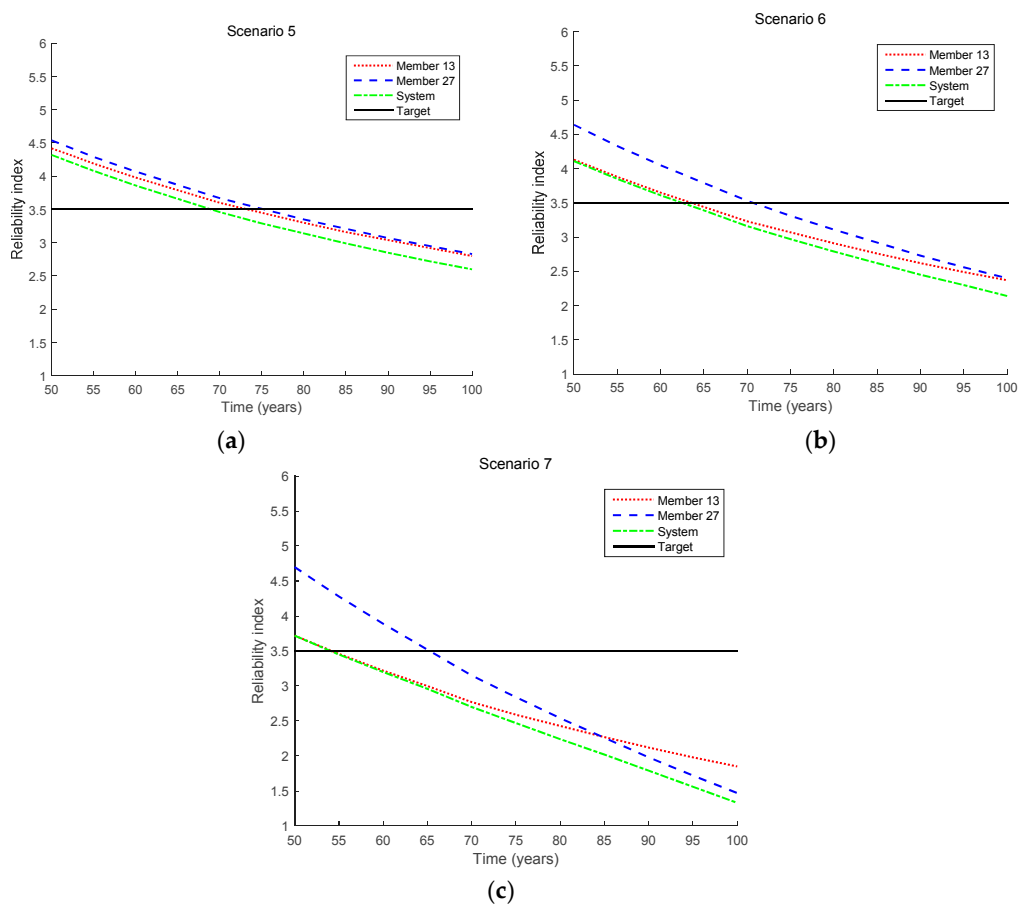 Scenario 5
6
5.5
5
4.5
4
3.5
3
2.5
2
1.5
1
Reliability index
Member 13
Member 27
System
Target
50 55 60 65 70 75 80 85 90 95 100
Time (years)
(a)
Scenario 6
6
5.5
5
4.5
4
3.5
3
2.5
2
1.5
1
Reliability index
Member 13
Member 27
System
Target
50 55 60 65 70 75 80 85 90 95 100
Time (years)
(b)
Scenario 7
6
5.5
5
4.5
4
3.5
3
2.5
2
1.5
1
Reliability index
Member 13
Member 27
System
Target
50 55 60 65 70 75 80 85 90 95 100
Time (years)
(c)